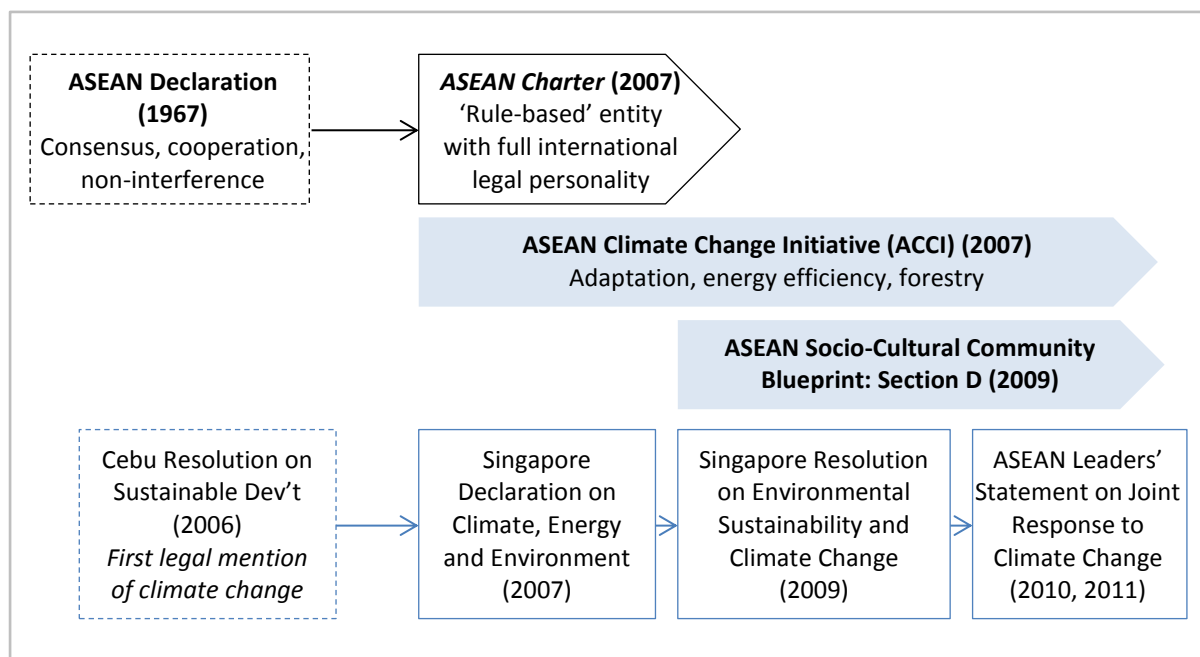 ASEAN Declaration
(1967)
Consensus, cooperation,
non-interference
ASEAN Charter (2007)
‘Rule-based’ entity
with full international
legal personality
ASEAN Climate Change Initiative (ACCI) (2007)
Adaptation, energy efficiency, forestry
ASEAN Socio-Cultural Community
Blueprint: Section D (2009)
Cebu Resolution on
Sustainable Dev’t
(2006)
First legal mention
of climate change
Singapore
Declaration on
Climate, Energy
and Environment
(2007)
Singapore Resolution
on Environmental
Sustainability and
Climate Change
(2009)
ASEAN Leaders’
Statement on Joint
Response to
Climate Change
(2010, 2011)